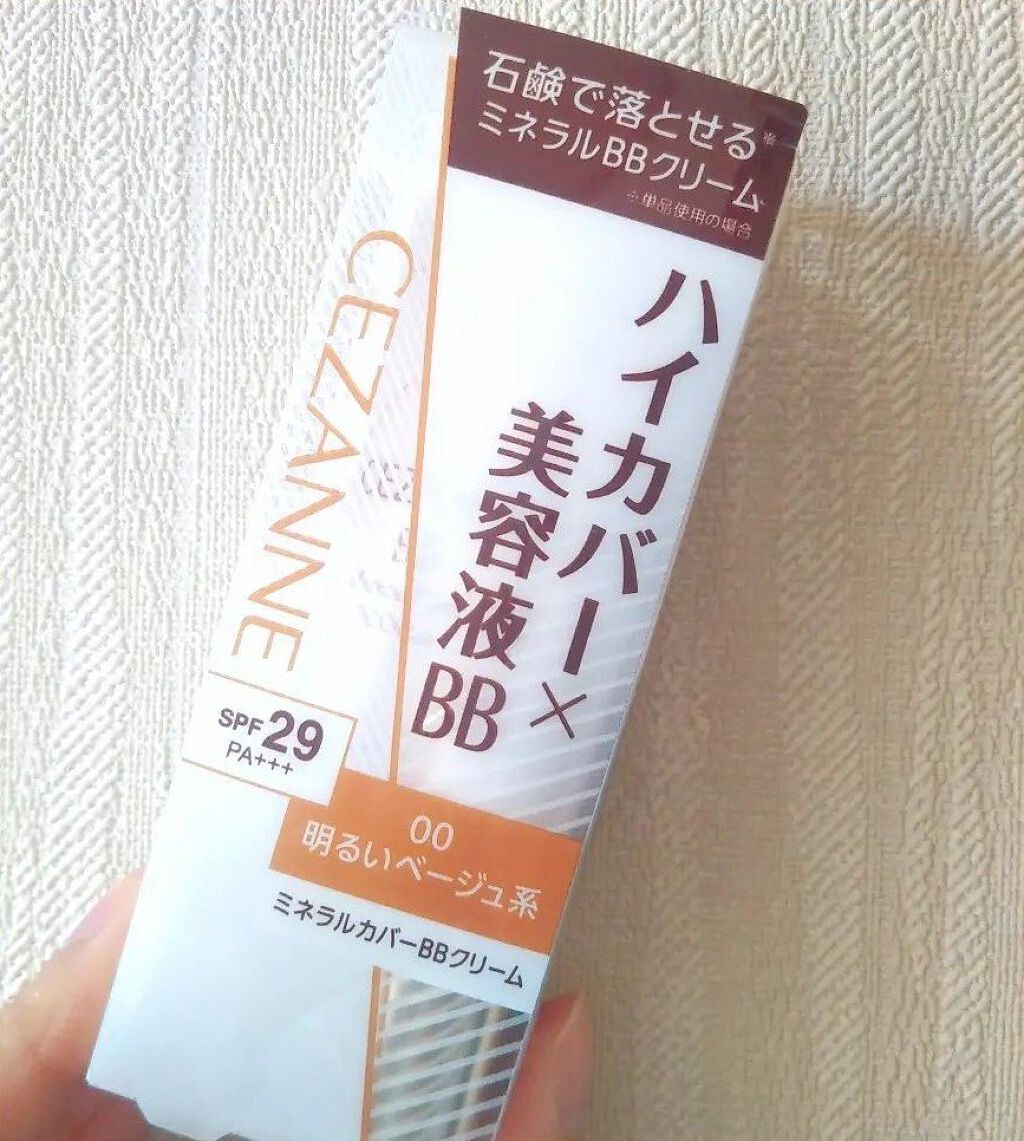 石鹸で落とせる※
ミネラルBBクリーム
※単品使用の場合
ハイカバー×
美容液BB
CEZANNE
SPF 29
PA+++
00
明るいベージュ系
ミネラルカバーBBクリーム